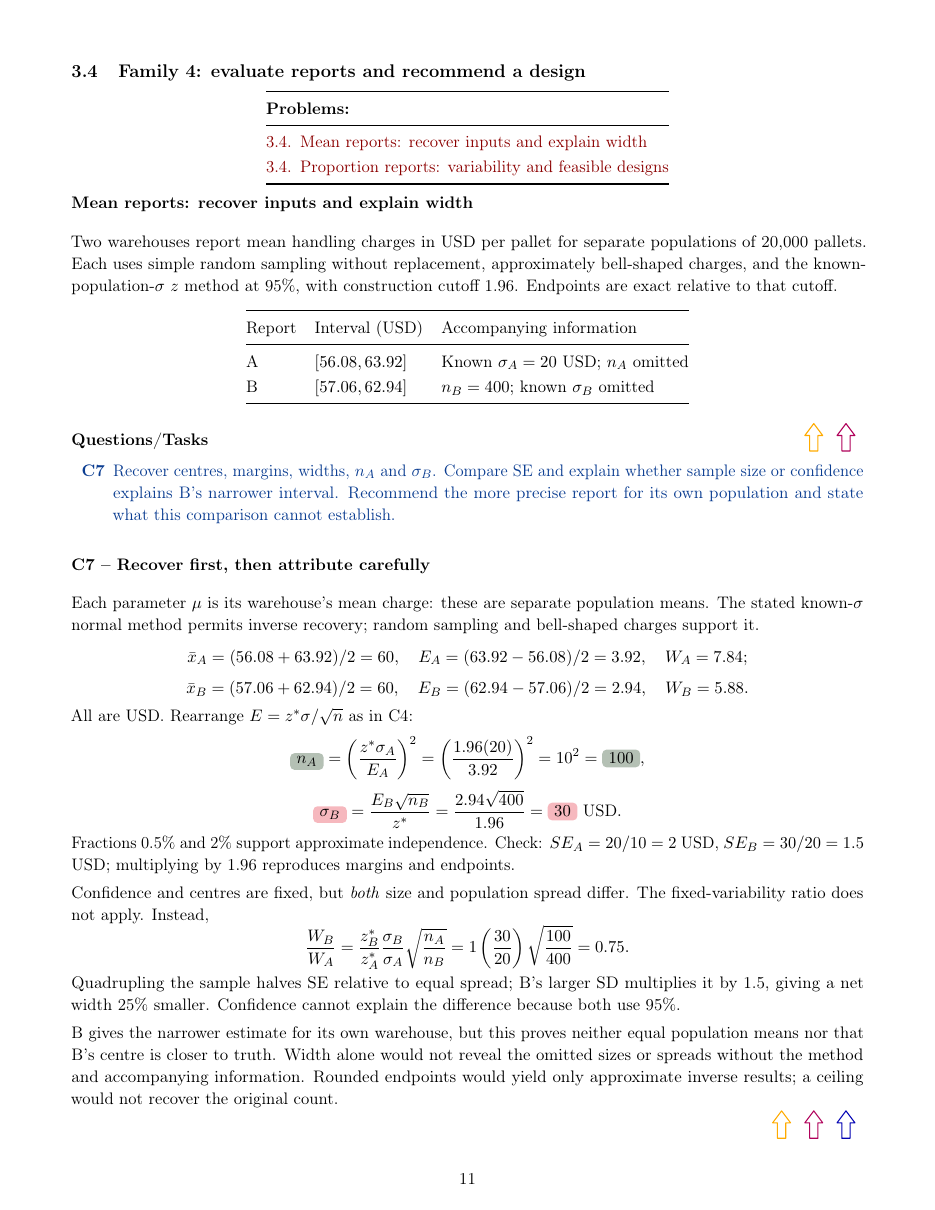 3.4 Family 4: evaluate reports and recommend a design
Problems:
3.4. Mean reports: recover inputs and explain width
3.4. Proportion reports: variability and feasible designs
Mean reports: recover inputs and explain width
Two warehouses report mean handling charges in USD per pallet for separate populations of 20,000 pallets.
Each uses simple random sampling without replacement, approximately bell-shaped charges, and the known-
population-σ z method at 95%, with construction cutoff 1.96. Endpoints are exact relative to that cutoff.
Report Interval (USD) Accompanying information
A [56.08, 63.92] Known σ_A = 20 USD; n_A omitted
B [57.06, 62.94] n_B = 400; known σ_B omitted
Questions/Tasks
C7 Recover centres, margins, widths, n_A and σ_B. Compare SE and explain whether sample size or confidence
explains B's narrower interval. Recommend the more precise report for its own population and state
what this comparison cannot establish.
C7 – Recover first, then attribute carefully
Each parameter μ is its warehouse's mean charge: these are separate population means. The stated known-σ
normal method permits inverse recovery; random sampling and bell-shaped charges support it.
x̄_A = (56.08 + 63.92)/2 = 60, E_A = (63.92 − 56.08)/2 = 3.92, W_A = 7.84;
x̄_B = (57.06 + 62.94)/2 = 60, E_B = (62.94 − 57.06)/2 = 2.94, W_B = 5.88.
All are USD. Rearrange E = z*σ/√n as in C4:
n_A = (z*σ_A / E_A)² = (1.96(20) / 3.92)² = 10² = 100,
σ_B = E_B√n_B / z* = 2.94√400 / 1.96 = 30 USD.
Fractions 0.5% and 2% support approximate independence. Check: SE_A = 20/10 = 2 USD, SE_B = 30/20 = 1.5
USD; multiplying by 1.96 reproduces margins and endpoints.
Confidence and centres are fixed, but both size and population spread differ. The fixed-variability ratio does
not apply. Instead,
W_B / W_A = z*_B / z*_A σ_B / σ_A √(n_A / n_B) = 1 (30 / 20) √(100 / 400) = 0.75.
Quadrupling the sample halves SE relative to equal spread; B's larger SD multiplies it by 1.5, giving a net
width 25% smaller. Confidence cannot explain the difference because both use 95%.
B gives the narrower estimate for its own warehouse, but this proves neither equal population means nor that
B's centre is closer to truth. Width alone would not reveal the omitted sizes or spreads without the method
and accompanying information. Rounded endpoints would yield only approximate inverse results; a ceiling
would not recover the original count.
11